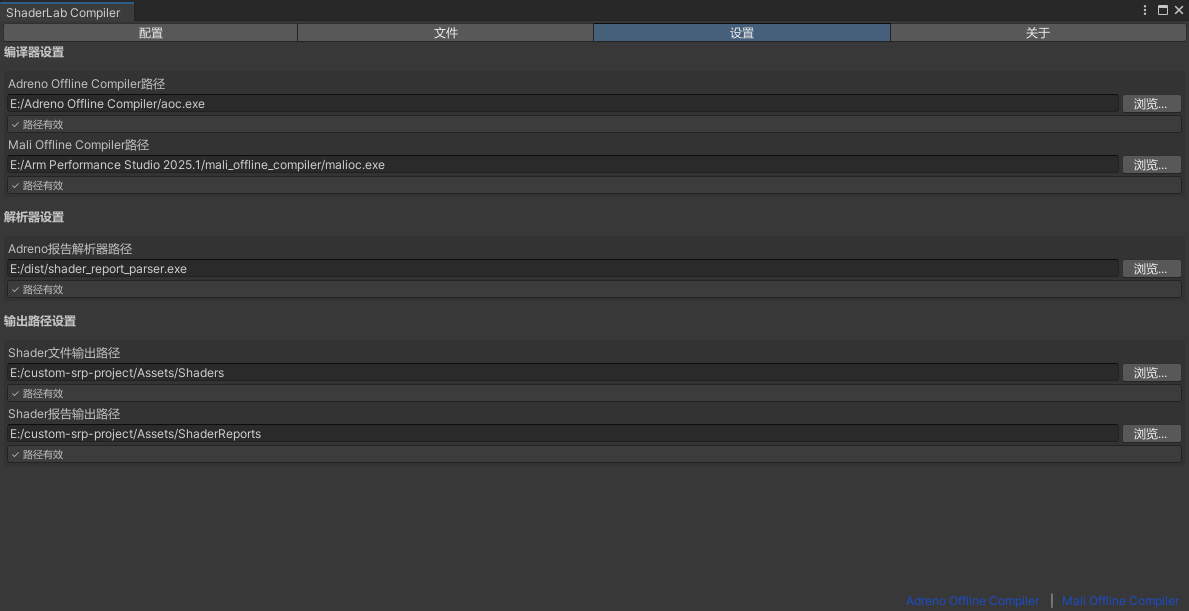 ShaderLab Compiler
配置 文件 设置 关于
编译器设置
Adreno Offline Compiler路径
E:/Adreno Offline Compiler/aoc.exe 浏览...
✓ 路径有效
Mali Offline Compiler路径
E:/Arm Performance Studio 2025.1/mali_offline_compiler/malioc.exe 浏览...
✓ 路径有效
解析器设置
Adreno报告解析器路径
E:/dist/shader_report_parser.exe 浏览...
✓ 路径有效
输出路径设置
Shader文件输出路径
E:/custom-srp-project/Assets/Shaders 浏览...
✓ 路径有效
Shader报告输出路径
E:/custom-srp-project/Assets/ShaderReports 浏览...
✓ 路径有效
Adreno Offline Compiler | Mali Offline Compiler